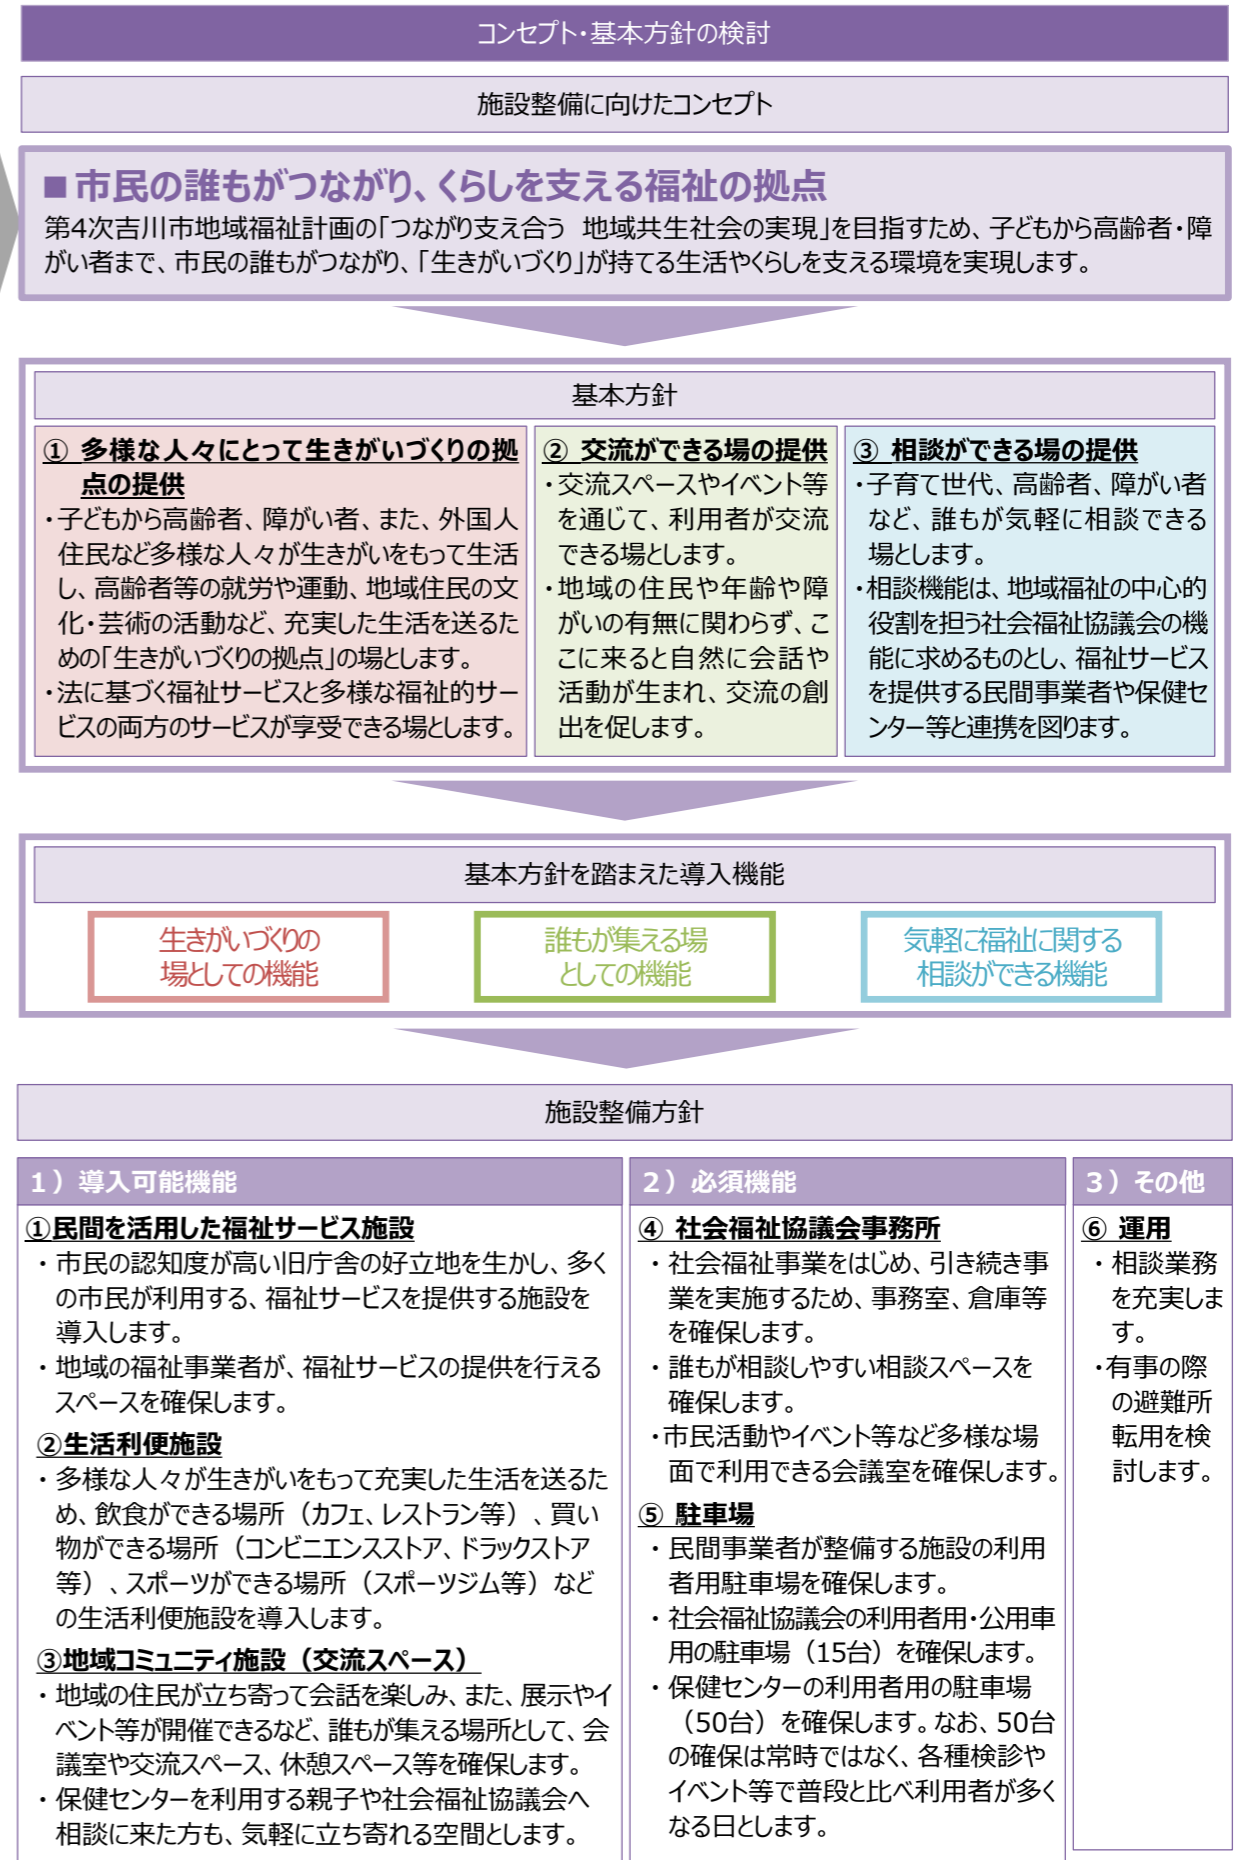 コンセプト・基本方針の検討
施設整備に向けたコンセプト
■市民の誰もがつながり、くらしを支える福祉の拠点
第4次吉川市地域福祉計画の「つながり支え合う　地域共生社会の実現」を目指すため、子どもから高齢者・障
がい者まで、市民の誰もがつながり、「生きがいづくり」が持てる生活やくらしを支える環境を実現します。
基本方針
① 多様な人々にとって生きがいづくりの拠
点の提供
・子どもから高齢者、障がい者、また、外国人
住民など多様な人々が生きがいをもって生活
し、高齢者等の就労や運動、地域住民の文
化・芸術の活動など、充実した生活を送るた
めの「生きがいづくりの拠点」の場とします。
・法に基づく福祉サービスと多様な福祉的サー
ビスの両方のサービスが享受できる場とします。
② 交流ができる場の提供
・交流スペースやイベント等
を通じて、利用者が交流
できる場とします。
・地域の住民や年齢や障
がいの有無に関わらず、こ
こに来ると自然に会話や
活動が生まれ、交流の創
出を促します。
③ 相談ができる場の提供
・子育て世代、高齢者、障がい者
など、誰もが気軽に相談できる
場とします。
・相談機能は、地域福祉の中心的
役割を担う社会福祉協議会の機
能に求めるものとし、福祉サービス
を提供する民間事業者や保健セ
ンター等と連携を図ります。
基本方針を踏まえた導入機能
生きがいづくりの
場としての機能
誰もが集える場
としての機能
気軽に福祉に関する
相談ができる機能
施設整備方針
１）導入可能機能
①民間を活用した福祉サービス施設
・市民の認知度が高い旧庁舎の好立地を生かし、多く
の市民が利用する、福祉サービスを提供する施設を
導入します。
・地域の福祉事業者が、福祉サービスの提供を行える
スペースを確保します。
②生活利便施設
・多様な人々が生きがいをもって充実した生活を送るた
め、飲食ができる場所（カフェ、レストラン等）、買い
物ができる場所（コンビニエンスストア、ドラックストア
等）、スポーツができる場所（スポーツジム等）など
の生活利便施設を導入します。
③地域コミュニティ施設（交流スペース）
・地域の住民が立ち寄って会話を楽しみ、また、展示やイ
ベント等が開催できるなど、誰もが集える場所として、会
議室や交流スペース、休憩スペース等を確保します。
・保健センターを利用する親子や社会福祉協議会へ
相談に来た方も、気軽に立ち寄れる空間とします。
２）必須機能
④ 社会福祉協議会事務所
・社会福祉事業をはじめ、引き続き事
業を実施するため、事務室、倉庫等
を確保します。
・誰もが相談しやすい相談スペースを
確保します。
・市民活動やイベント等など多様な場
面で利用できる会議室を確保します。
⑤ 駐車場
・民間事業者が整備する施設の利用
者用駐車場を確保します。
・社会福祉協議会の利用者用・公用車
用の駐車場（15台）を確保します。
・保健センターの利用者用の駐車場
（50台）を確保します。なお、50台
の確保は常時ではなく、各種検診や
イベント等で普段と比べ利用者が多く
なる日とします。
３）その他
⑥ 運用
・相談業務
を充実しま
す。
・有事の際
の避難所
転用を検
討します。